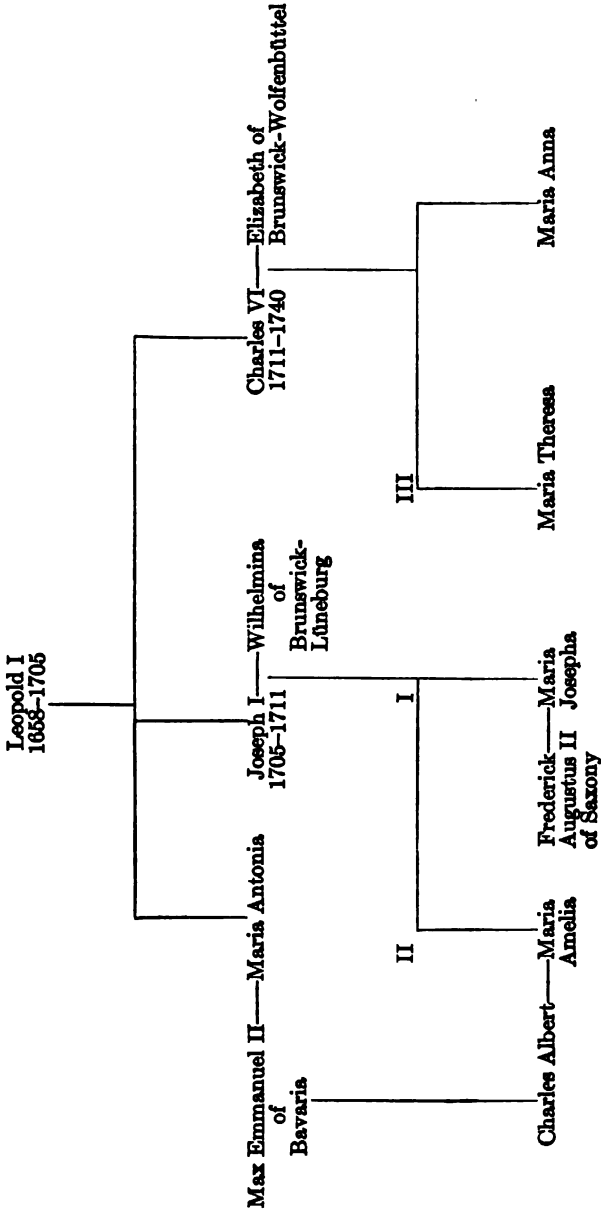 Leopold I
1658–1705
Max Emmanuel II—Maria Antonia
of
Bavaria
Joseph I—Wilhelmina
1705–1711
of
Brunswick-
Lüneburg
Charles VI—Elizabeth of
1711–1740
Brunswick-Wolfenbüttel
II
I
III
Charles Albert—Maria
Amelia
Frederick—Maria
Augustus II
Josepha
of Saxony
Maria Theresa
Maria Anna